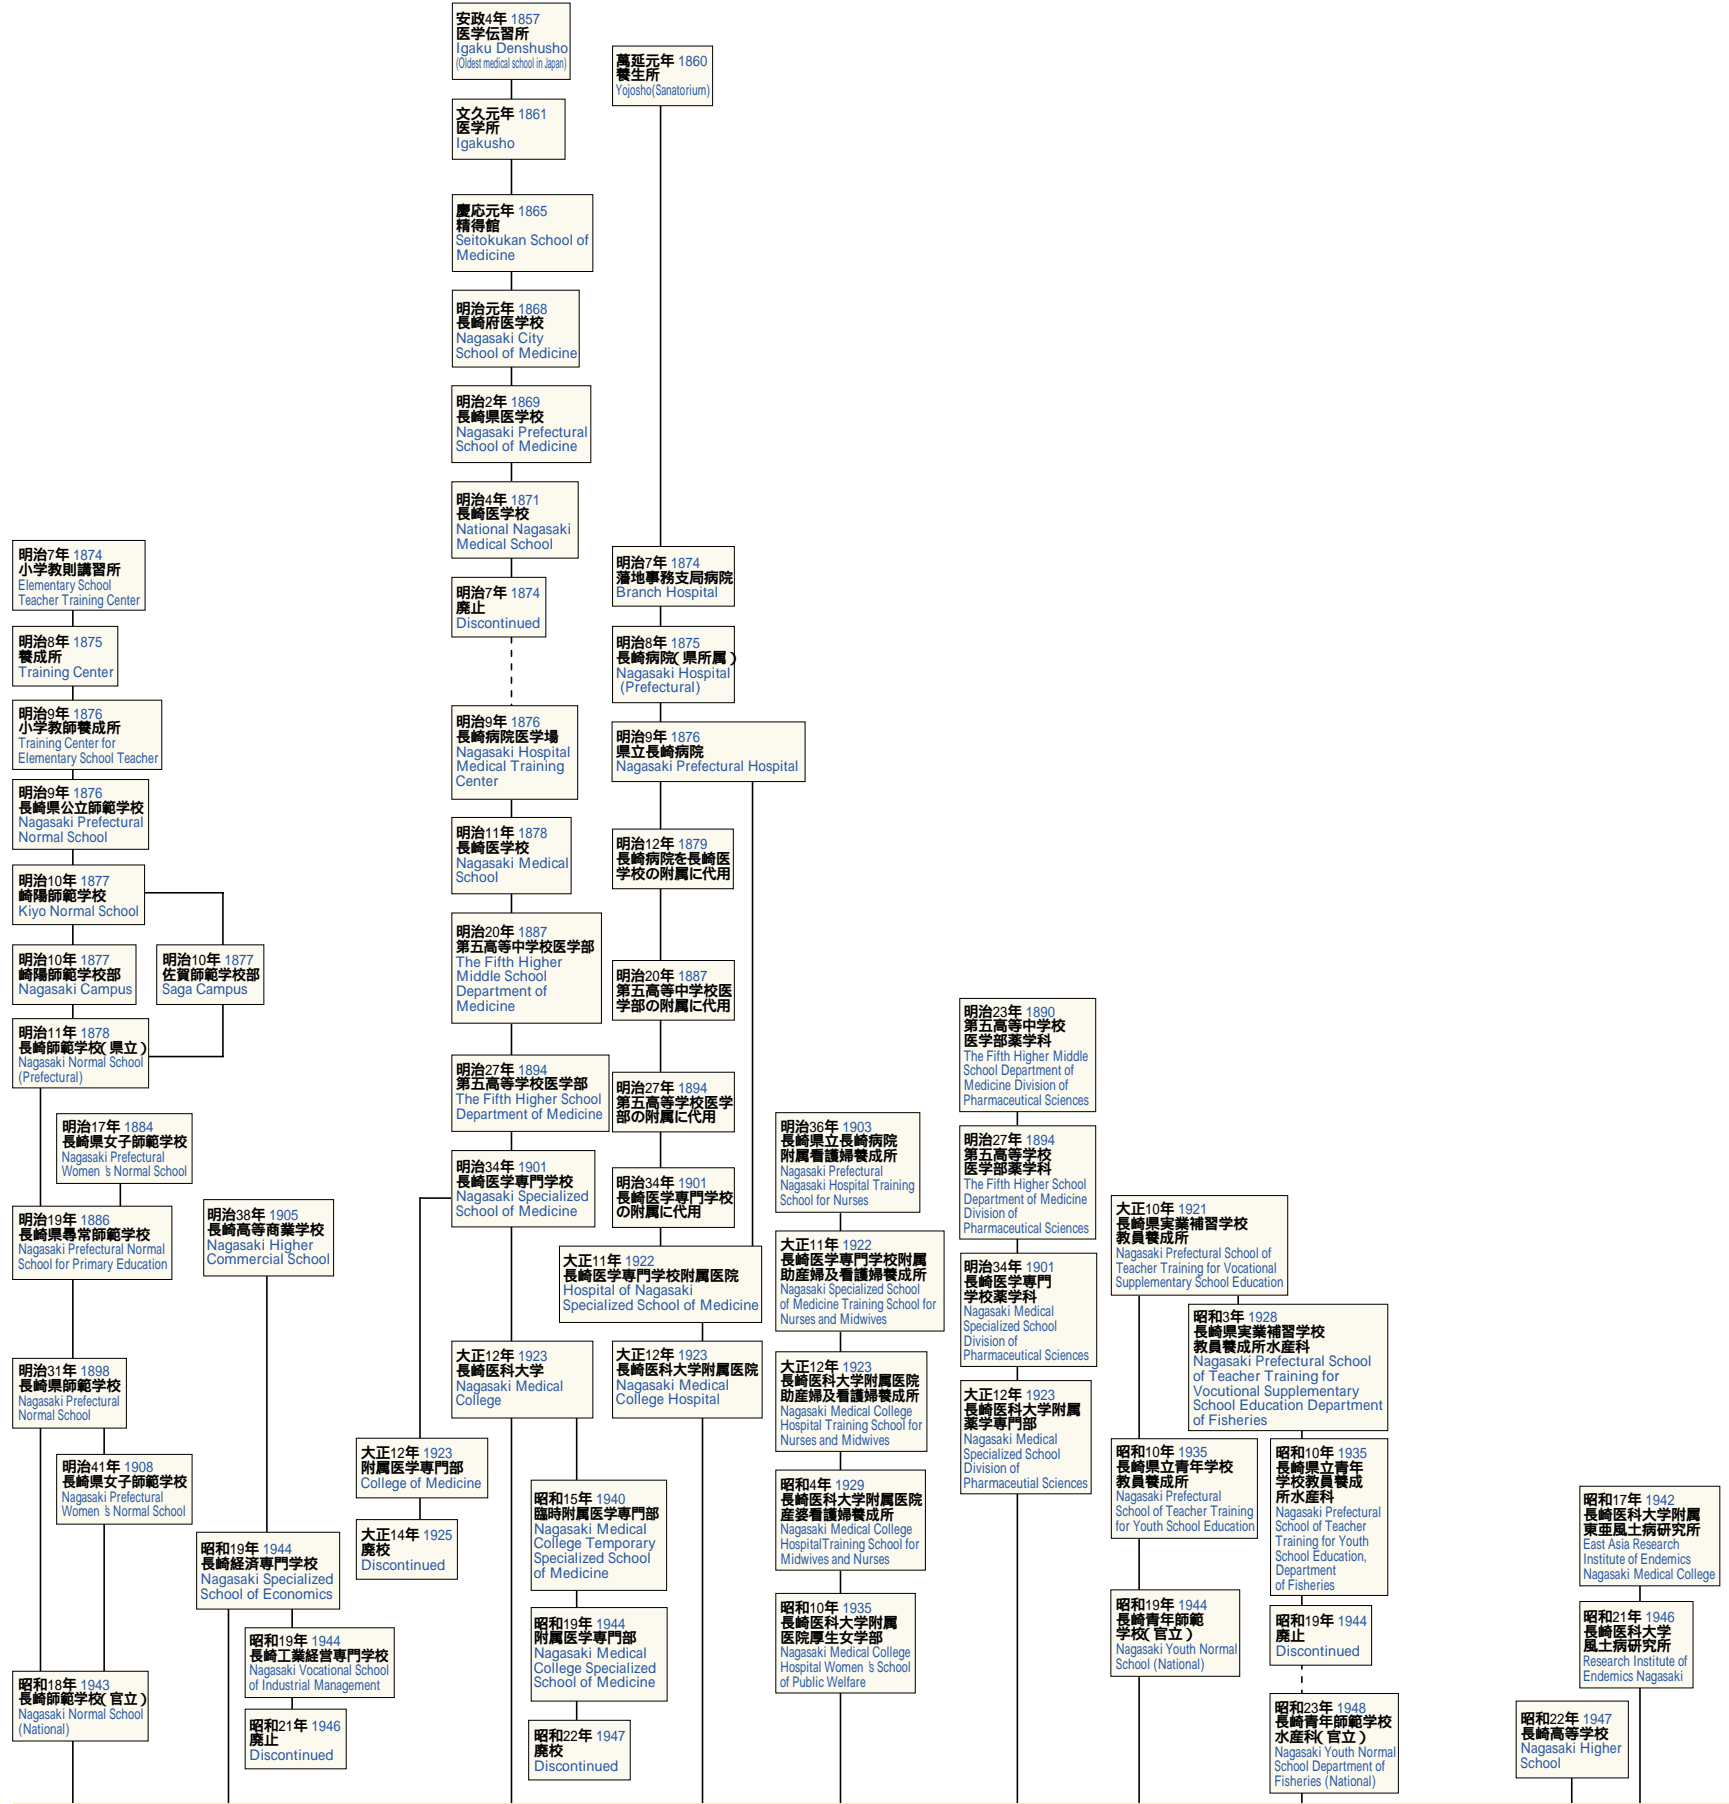 安政4年 1857
医学伝習所
Igaku Denshusho
(Oldest medical school in Japan)
文久元年 1861
医学所
Igakusho
慶応元年 1865
精得館
Seitokukan School of
Medicine
明治元年 1868
長崎府医学校
Nagasaki City
School of Medicine
明治2年 1869
長崎県医学校
Nagasaki Prefectural
School of Medicine
明治4年 1871
長崎医学校
National Nagasaki
Medical School
明治7年 1874
廃止
Discontinued
明治9年 1876
長崎病院医学場
Nagasaki Hospital
Medical Training
Center
明治11年 1878
長崎医学校
Nagasaki Medical
School
明治20年 1887
第五高等中学校医学部
The Fifth Higher
Middle School
Department of
Medicine
明治27年 1894
第五高等学校医学部
The Fifth Higher School
Department of Medicine
明治34年 1901
長崎医学専門学校
Nagasaki Specialized
School of Medicine
大正12年 1923
長崎医科大学
Nagasaki Medical
College
大正12年 1923
附属医学専門部
College of Medicine
大正14年 1925
廃校
Discontinued
昭和15年 1940
臨時附属医学専門部
Nagasaki Medical
College Temporary
Specialized School
of Medicine
昭和19年 1944
附属医学専門部
Nagasaki Medical
College Specialized
School of Medicine
昭和22年 1947
廃校
Discontinued
萬延元年 1860
養生所
Yojosho(Sanatorium)
明治7年 1874
藩地事務支局病院
Branch Hospital
明治8年 1875
長崎病院(県所属)
Nagasaki Hospital
(Prefectural)
明治9年 1876
県立長崎病院
Nagasaki Prefectural Hospital
明治12年 1879
長崎病院を長崎医
学校の附属に代用
明治20年 1887
第五高等中学校医
学部の附属に代用
明治27年 1894
第五高等学校医学
部の附属に代用
明治34年 1901
長崎医学専門学校
の附属に代用
大正11年 1922
長崎医学専門学校附属医院
Hospital of Nagasaki
Specialized School of Medicine
大正12年 1923
長崎医科大学附属医院
Nagasaki Medical
College Hospital
明治7年 1874
小学教則講習所
Elementary School
Teacher Training Center
明治8年 1875
養成所
Training Center
明治9年 1876
小学教師養成所
Training Center for
Elementary School Teacher
明治9年 1876
長崎県公立師範学校
Nagasaki Prefectural
Normal School
明治10年 1877
崎陽師範学校
Kiyo Normal School
明治10年 1877
崎陽師範学校部
Nagasaki Campus
明治10年 1877
佐賀師範学校部
Saga Campus
明治11年 1878
長崎師範学校(県立)
Nagasaki Normal School
(Prefectural)
明治17年 1884
長崎県女子師範学校
Nagasaki Prefectural
Women 's Normal School
明治19年 1886
長崎県尋常師範学校
Nagasaki Prefectural Normal
School for Primary Education
明治31年 1898
長崎県師範学校
Nagasaki Prefectural
Normal School
明治41年 1908
長崎県女子師範学校
Nagasaki Prefectural
Women 's Normal School
昭和18年 1943
長崎師範学校(官立)
Nagasaki Normal School
(National)
明治38年 1905
長崎高等商業学校
Nagasaki Higher
Commercial School
昭和19年 1944
長崎経済専門学校
Nagasaki Specialized
School of Economics
昭和19年 1944
長崎工業経営専門学校
Nagasaki Vocational School
of Industrial Management
昭和21年 1946
廃止
Discontinued
明治36年 1903
長崎県立長崎病院
附属看護婦養成所
Nagasaki Prefectural
Nagasaki Hospital Training
School for Nurses
大正11年 1922
長崎医学専門学校附属
助産婦及看護婦養成所
Nagasaki Specialized School
of Medicine Training School for
Nurses and Midwives
大正12年 1923
長崎医科大学附属医院
助産婦及看護婦養成所
Nagasaki Medical College
Hospital Training School for
Nurses and Midwives
昭和4年 1929
長崎医科大学附属医院
産婆看護婦養成所
Nagasaki Medical College
HospitalTraining School for
Midwives and Nurses
昭和10年 1935
長崎医科大学附属
医院厚生女学部
Nagasaki Medical College
Hospital Women 's School
of Public Welfare
明治23年 1890
第五高等中学校
医学部薬学科
The Fifth Higher Middle
School Department of
Medicine Division of
Pharmaceutical Sciences
明治27年 1894
第五高等学校
医学部薬学科
The Fifth Higher School
Department of Medicine
Division of
Pharmaceutical Sciences
明治34年 1901
長崎医学専門
学校薬学科
Nagasaki Medical
Specialized School
Division of
Pharmaceutical Sciences
大正12年 1923
長崎医科大学附属
薬学専門部
Nagasaki Medical
Specialized School
Division of
Pharmaceutial Sciences
大正10年 1921
長崎県実業補習学校
教員養成所
Nagasaki Prefectural School of
Teacher Training for Vocational
Supplementary School Education
昭和3年 1928
長崎県実業補習学校
教員養成所水産科
Nagasaki Prefectural School
of Teacher Training for
Vocutional Supplementary
School Education Department
of Fisheries
昭和10年 1935
長崎県立青年学校
教員養成所
Nagasaki Prefectural
School of Teacher Training
for Youth School Education
昭和10年 1935
長崎県立青年
学校教員養成
所水産科
Nagasaki Prefectural
School of Teacher
Training for Youth
School Education,
Department
of Fisheries
昭和19年 1944
長崎青年師範
学校(官立)
Nagasaki Youth Normal
School (National)
昭和19年 1944
廃止
Discontinued
昭和23年 1948
長崎青年師範学校
水産科(官立)
Nagasaki Youth Normal
School Department of
Fisheries (National)
昭和17年 1942
長崎医科大学附属
東亜風土病研究所
East Asia Research
Institute of Endemics
Nagasaki Medical College
昭和21年 1946
長崎医科大学
風土病研究所
Research Institute of
Endemics Nagasaki
昭和22年 1947
長崎高等学校
Nagasaki Higher
School